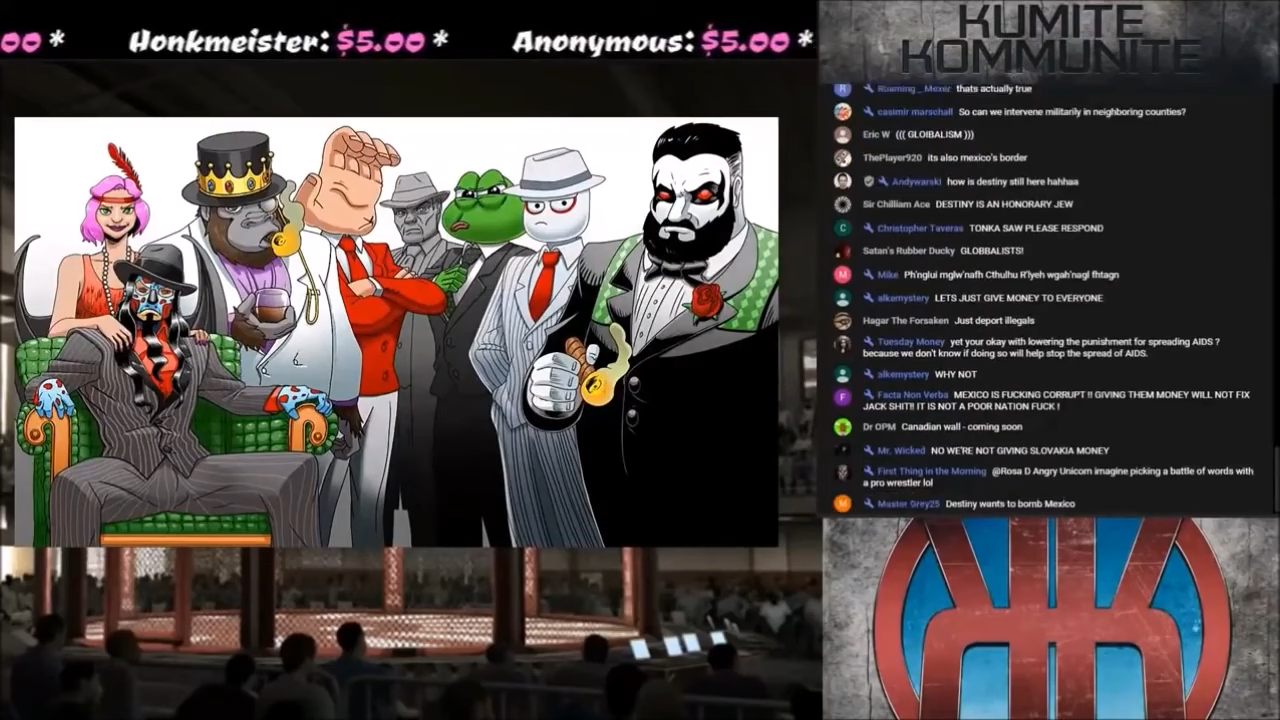 00 * Honkmeister: $5.00 * Anonymous: $5.00 *
KUMITE
KOMMUNITE
Roaming_Mexer thats actually true
casimir marschall So can we intervene militarily in neighboring counties?
Eric W ((( GLOIBALISM )))
ThePlayer920 its also mexico's border
Andywarski how is destiny still here hahhaa
Sir Chilliam Ace DESTINY IS AN HONORARY JEW
Christopher Taveras TONKA SAW PLEASE RESPOND
Satan's Rubber Ducky GLOBBALISTS!
Mike Ph'nglui mglw'nafh Cthulhu R'lyeh wgah'nagl fhtagn
alkemystery LETS JUST GIVE MONEY TO EVERYONE
Hagar The Forsaken Just deport illegals
Tuesday Money yet your okay with lowering the punishment for spreading AIDS ?
because we don't know if doing so will help stop the spread of AIDS.
alkemystery WHY NOT
Facta Non Verba MEXICO IS FUCKING CORRUPT !! GIVING THEM MONEY WILL NOT FIX
JACK SHIT!! IT IS NOT A POOR NATION FUCK !
Dr OPM Canadian wall - coming soon
Mr. Wicked NO WE'RE NOT GIVING SLOVAKIA MONEY
First Thing in the Morning @Rosa D Angry Unicorn imagine picking a battle of words with
a pro wrestler lol
Master Grey25 Destiny wants to bomb Mexico